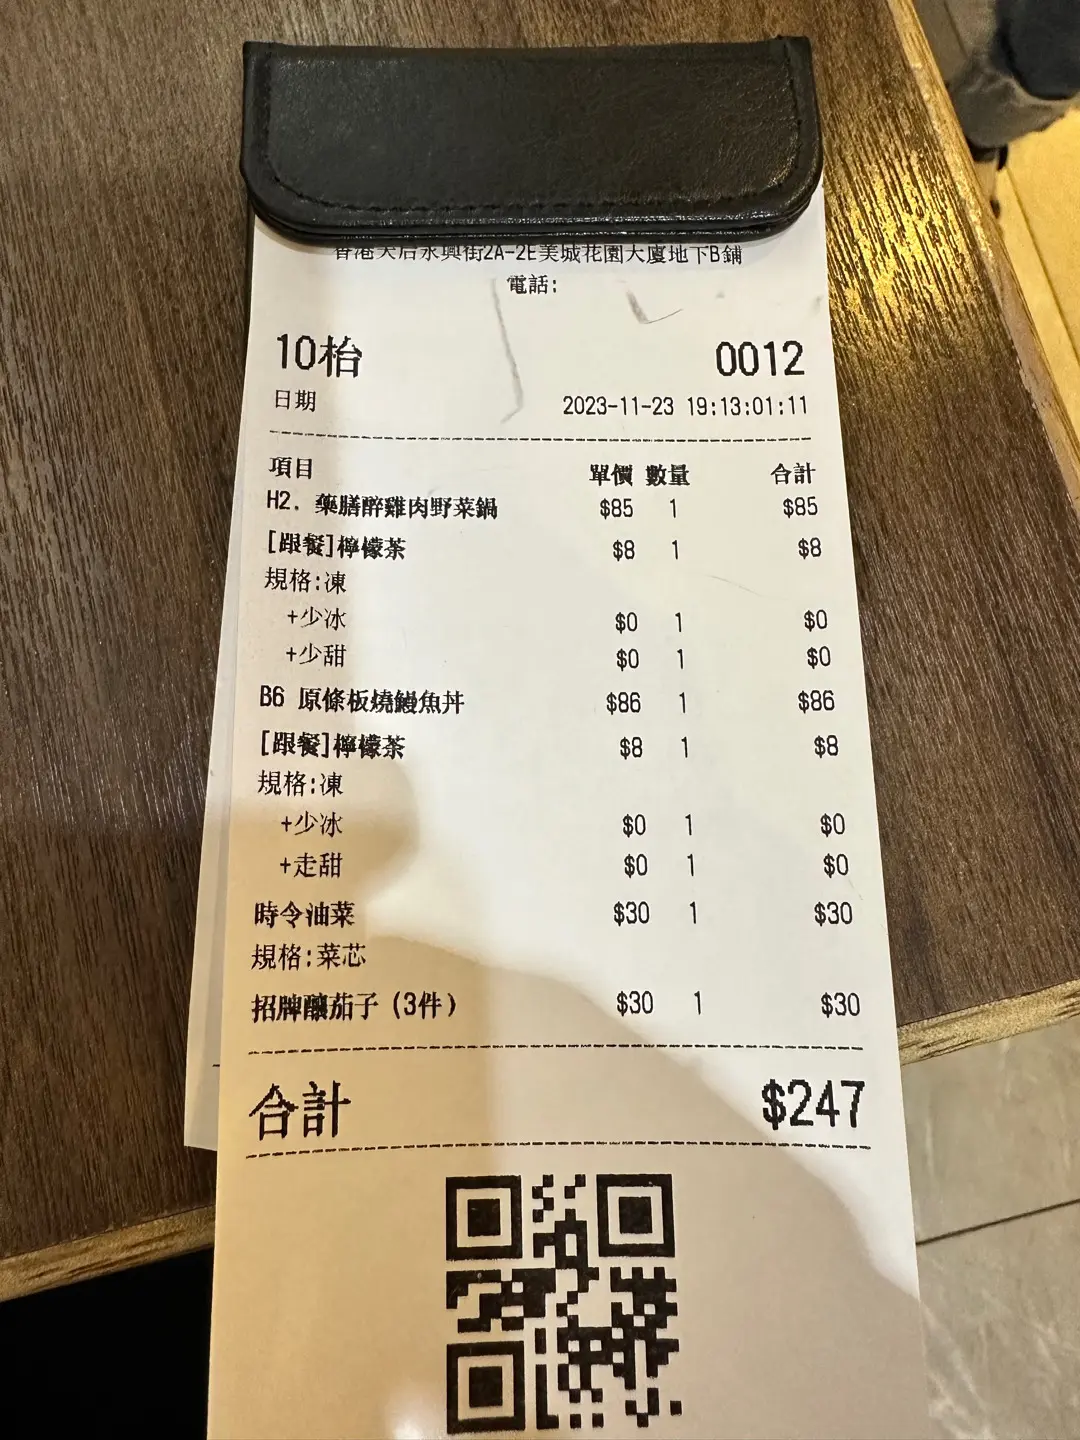 香港天后永興街2A-2E美城花園大廈地下B鋪
電話:
10枱 0012
日期 2023-11-23 19:13:01:11
項目 單價 數量 合計
H2. 藥膳醉雞肉野菜鍋 $85 1 $85
[跟餐]檸檬茶 $8 1 $8
規格:凍
+少冰 $0 1 $0
+少甜 $0 1 $0
B6 原條板燒鰻魚丼 $86 1 $86
[跟餐]檸檬茶 $8 1 $8
規格:凍
+少冰 $0 1 $0
+走甜 $0 1 $0
時令油菜 $30 1 $30
規格:菜芯
招牌釀茄子 (3件) $30 1 $30
合計 $247